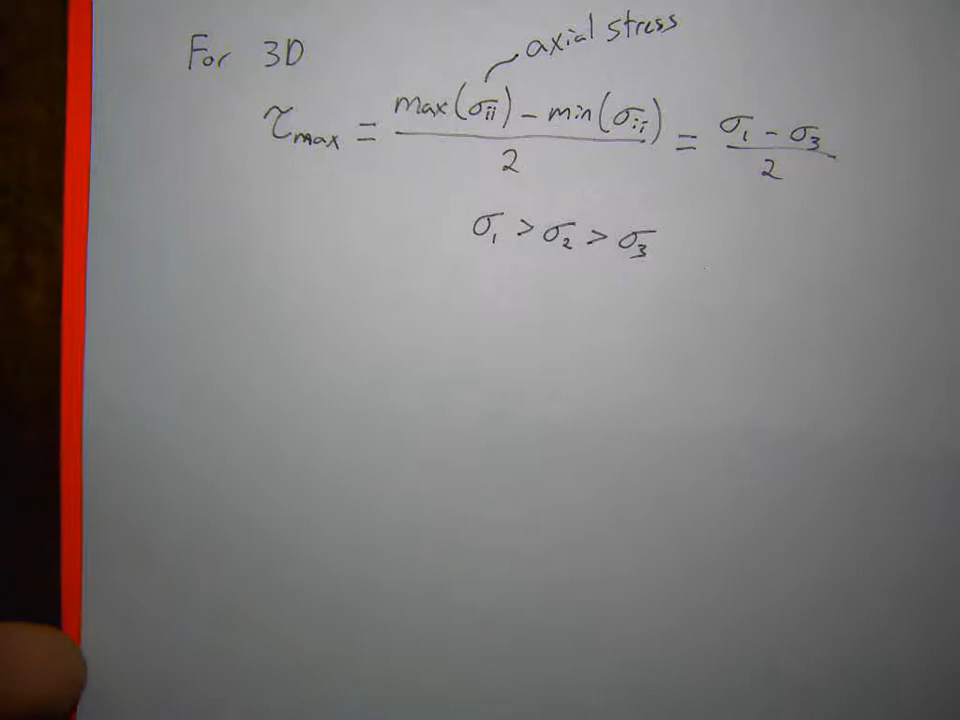 For 3D
axial stress
τmax = (max(σii) - min(σii))/2 = (σ1 - σ3)/2
σ1 > σ2 > σ3